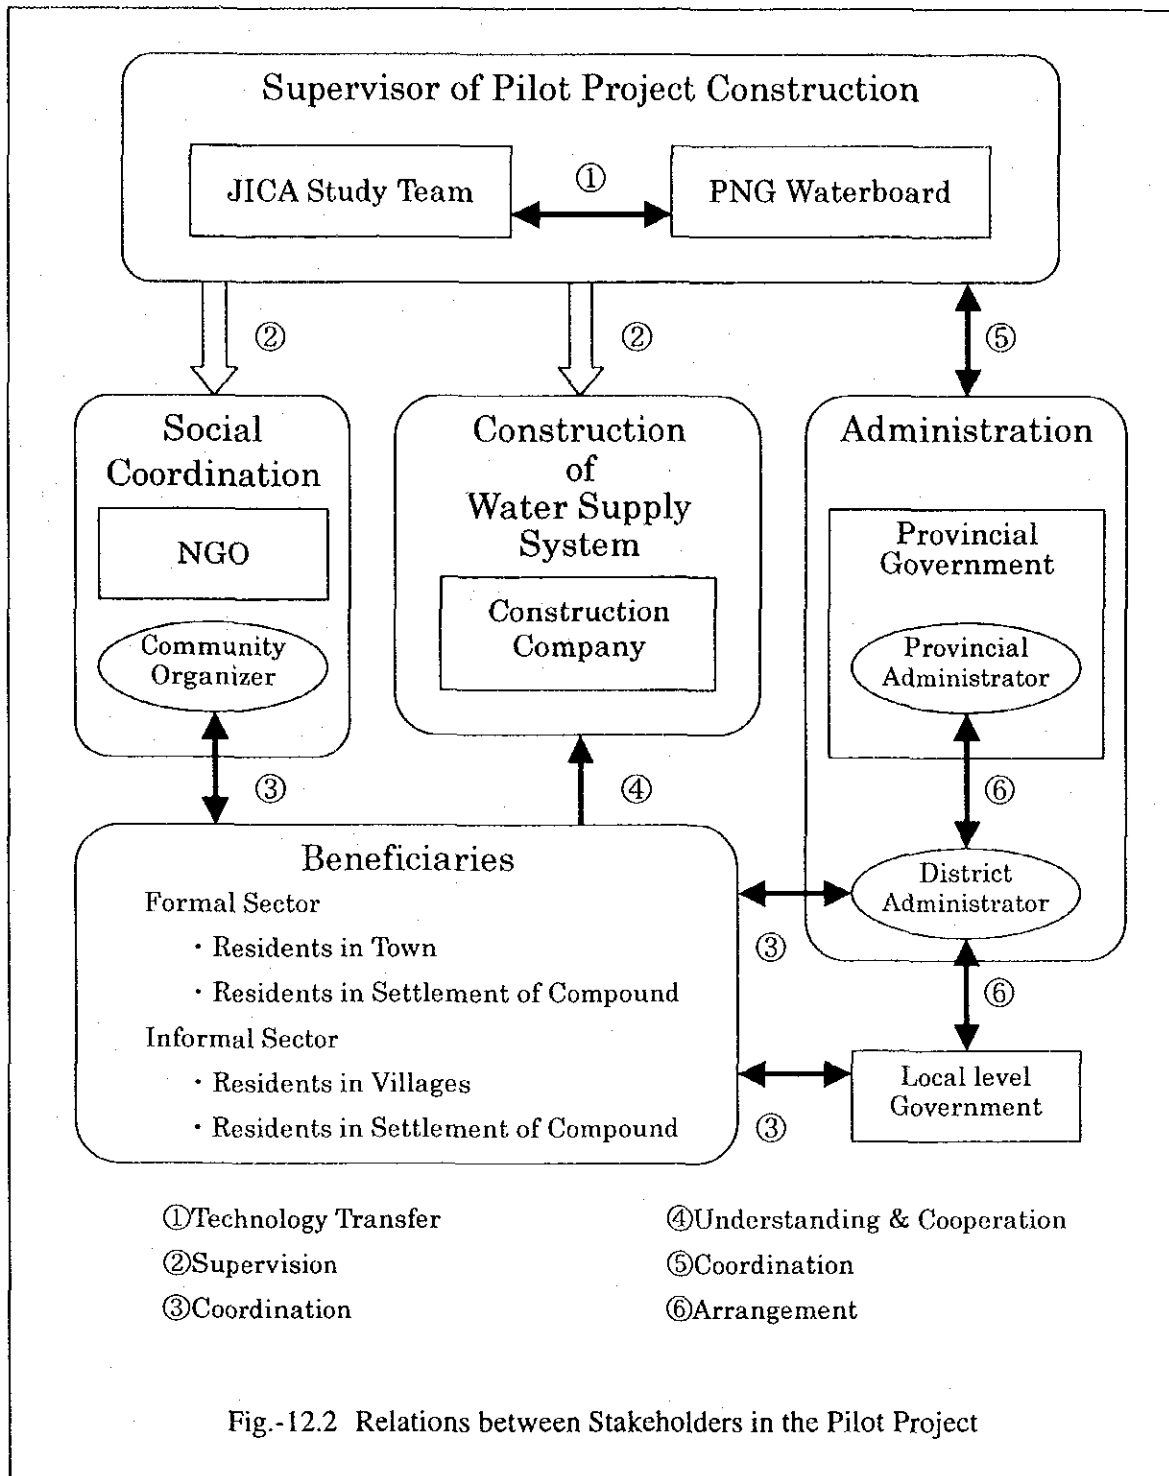 Supervisor of Pilot Project Construction
JICA Study Team
①
PNG Waterboard
②
②
⑤
Social
Coordination
NGO
Community
Organizer
Construction
of
Water Supply
System
Construction
Company
Administration
Provincial
Government
Provincial
Administrator
③
④
⑥
Beneficiaries
Formal Sector
・Residents in Town
・Residents in Settlement of Compound
Informal Sector
・Residents in Villages
・Residents in Settlement of Compound
District
Administrator
③
⑥
Local level
Government
③
①Technology Transfer
②Supervision
③Coordination
④Understanding & Cooperation
⑤Coordination
⑥Arrangement
Fig.-12.2 Relations between Stakeholders in the Pilot Project